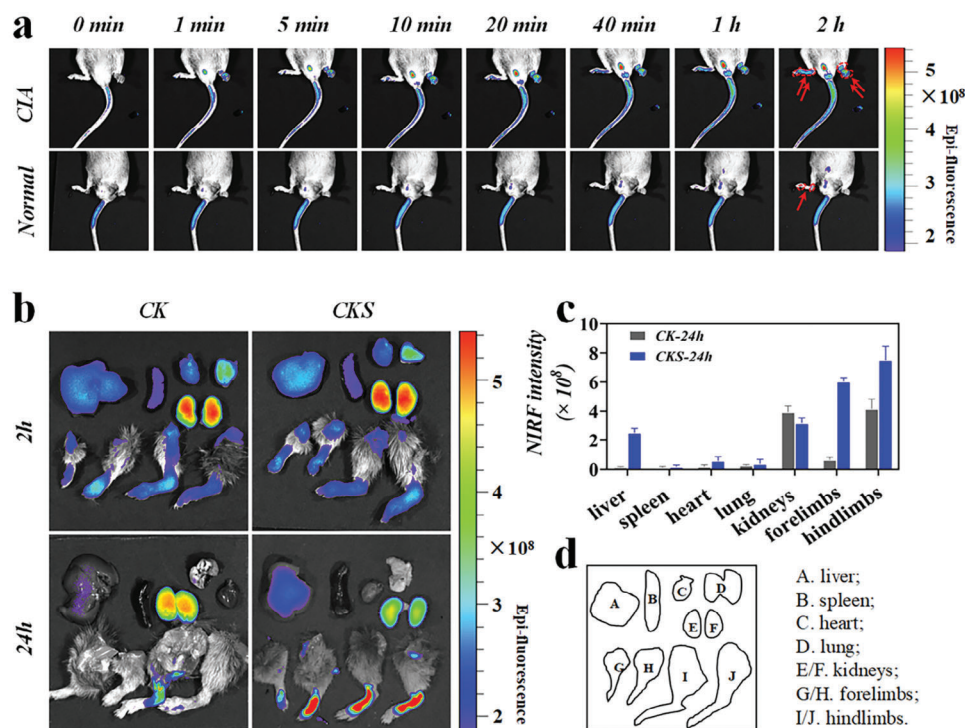 a
0 min 1 min 5 min 10 min 20 min 40 min 1 h 2 h
CIA
Normal
5
×10⁸
4
3
2
Epi-fluorescence
b
CK CKS
2h
24h
5
4
×10⁸
3
2
Epi-fluorescence
c
NIRF intensity
(× 10⁸)
10
8
6
4
2
0
CK-24h
CKS-24h
liver
spleen
heart
lung
kidneys
forelimbs
hindlimbs
d
A B C D
E F
G H I J
A. liver;
B. spleen;
C. heart;
D. lung;
E/F. kidneys;
G/H. forelimbs;
I/J. hindlimbs.